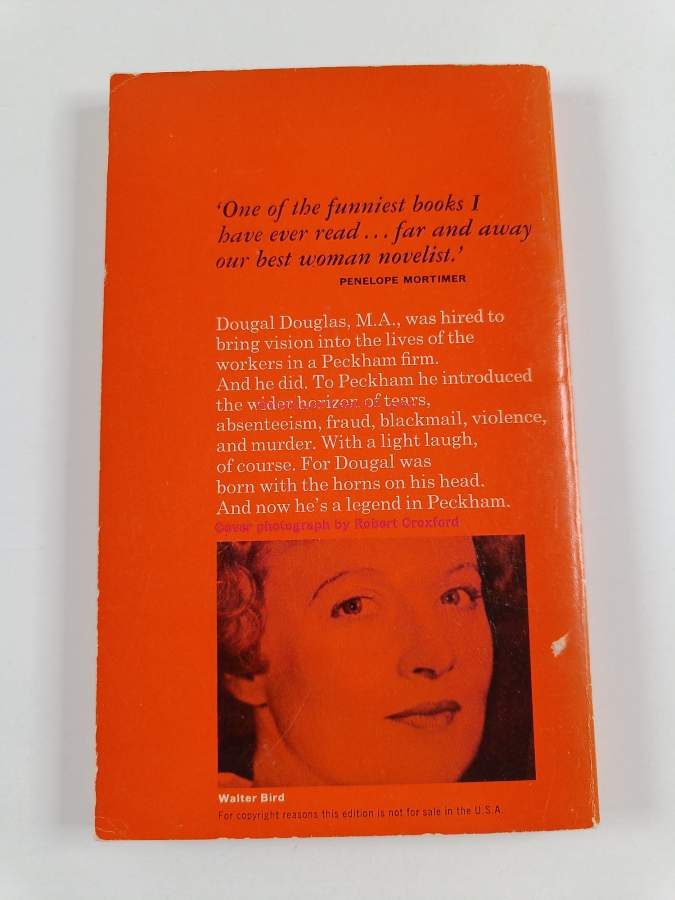 ‘One of the funniest books I
have ever read... far and away
our best woman novelist.’
PENELOPE MORTIMER
Dougal Douglas, M.A., was hired to
bring vision into the lives of the
workers in a Peckham firm.
And he did. To Peckham he introduced
the wider horizon of tears,
absenteeism, fraud, blackmail, violence,
and murder. With a light laugh,
of course. For Dougal was
born with the horns on his head.
And now he's a legend in Peckham.
Cover photograph by Robert Croxford
Walter Bird
For copyright reasons this edition is not for sale in the U.S.A.